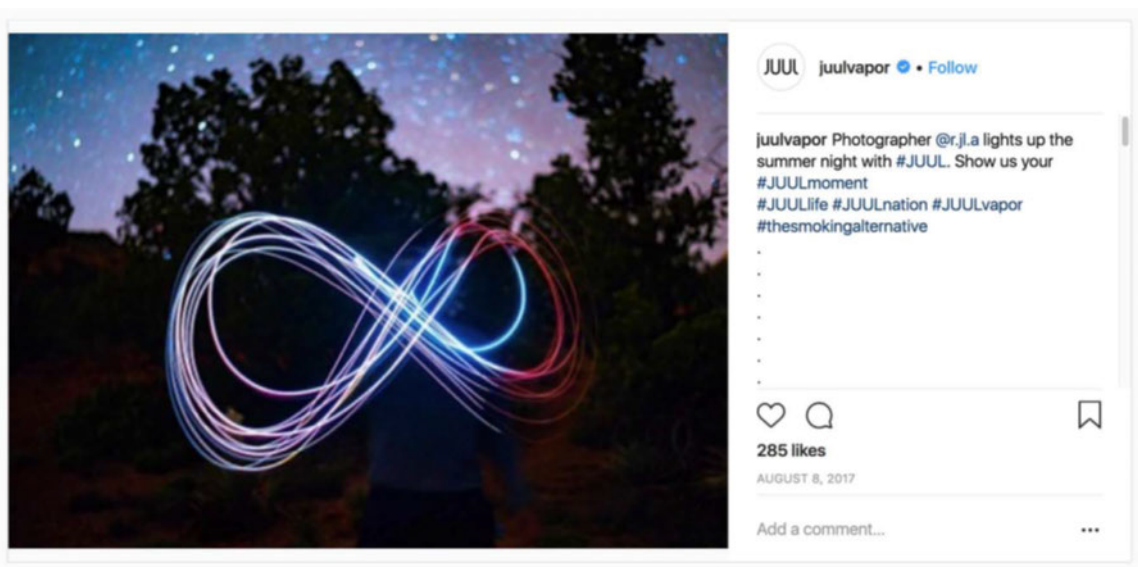 JUUL
juulvapor • Follow
juulvapor Photographer @r.jl.a lights up the
summer night with #JUUL. Show us your
#JUULmoment
#JUULlife #JUULnation #JUULvapor
#thesmokingalternative
.
.
.
.
.
.
.
285 likes
AUGUST 8, 2017
Add a comment...